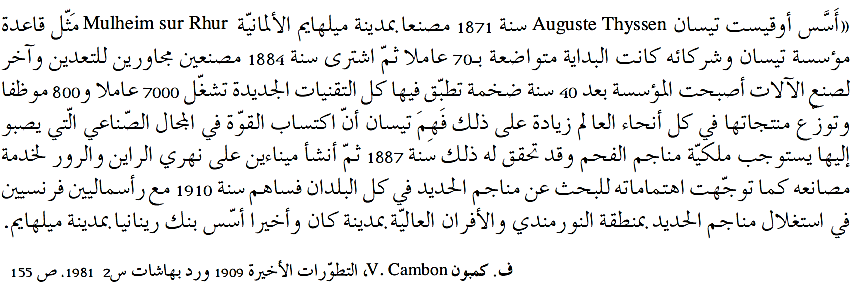 «أَسَّس أوقيست تيسان Auguste Thyssen سنة 1871 مصنعا بمدينة ميلهايم الألمانيّة Mulheim sur Rhur مَثّل قاعدة
مؤسسة تيسان وشركائه كانت البداية متواضعة بـ70 عاملا ثمّ اشترى سنة 1884 مصنعين مجاورين للتعدين وآخر
لصنع الآلات أصبحت المؤسسة بعد 40 سنة ضخمة تطبّق فيها كل التقنيات الجديدة تشغّل 7000 عاملا و800 موظفا
وتوزّع منتجاتها في كل أنحاء العالم زيادة على ذلك فَهِمَ تيسان أنّ اكتساب القوّة في المجال الصّناعي الّتي يصبو
إليها يستوجب ملكيّة مناجم الفحم وقد تحقق له ذلك سنة 1887 ثمّ أنشأ ميناءين على نهري الراين والرور لخدمة
مصانعه كما توجّهت اهتماماته للبحث عن مناجم الحديد في كل البلدان فساهم سنة 1910 مع رأسماليين فرنسيين
في استغلال مناجم الحديد بمنطقة النورمندي والأفران العاليّة بمدينة كان وأخيرا أسّس بنك رينانيا بمدينة ميلهايم.
ف. كمبون V. Cambon، التطوّرات الأخيرة 1909 ورد بهاشات س2 1981، ص 155